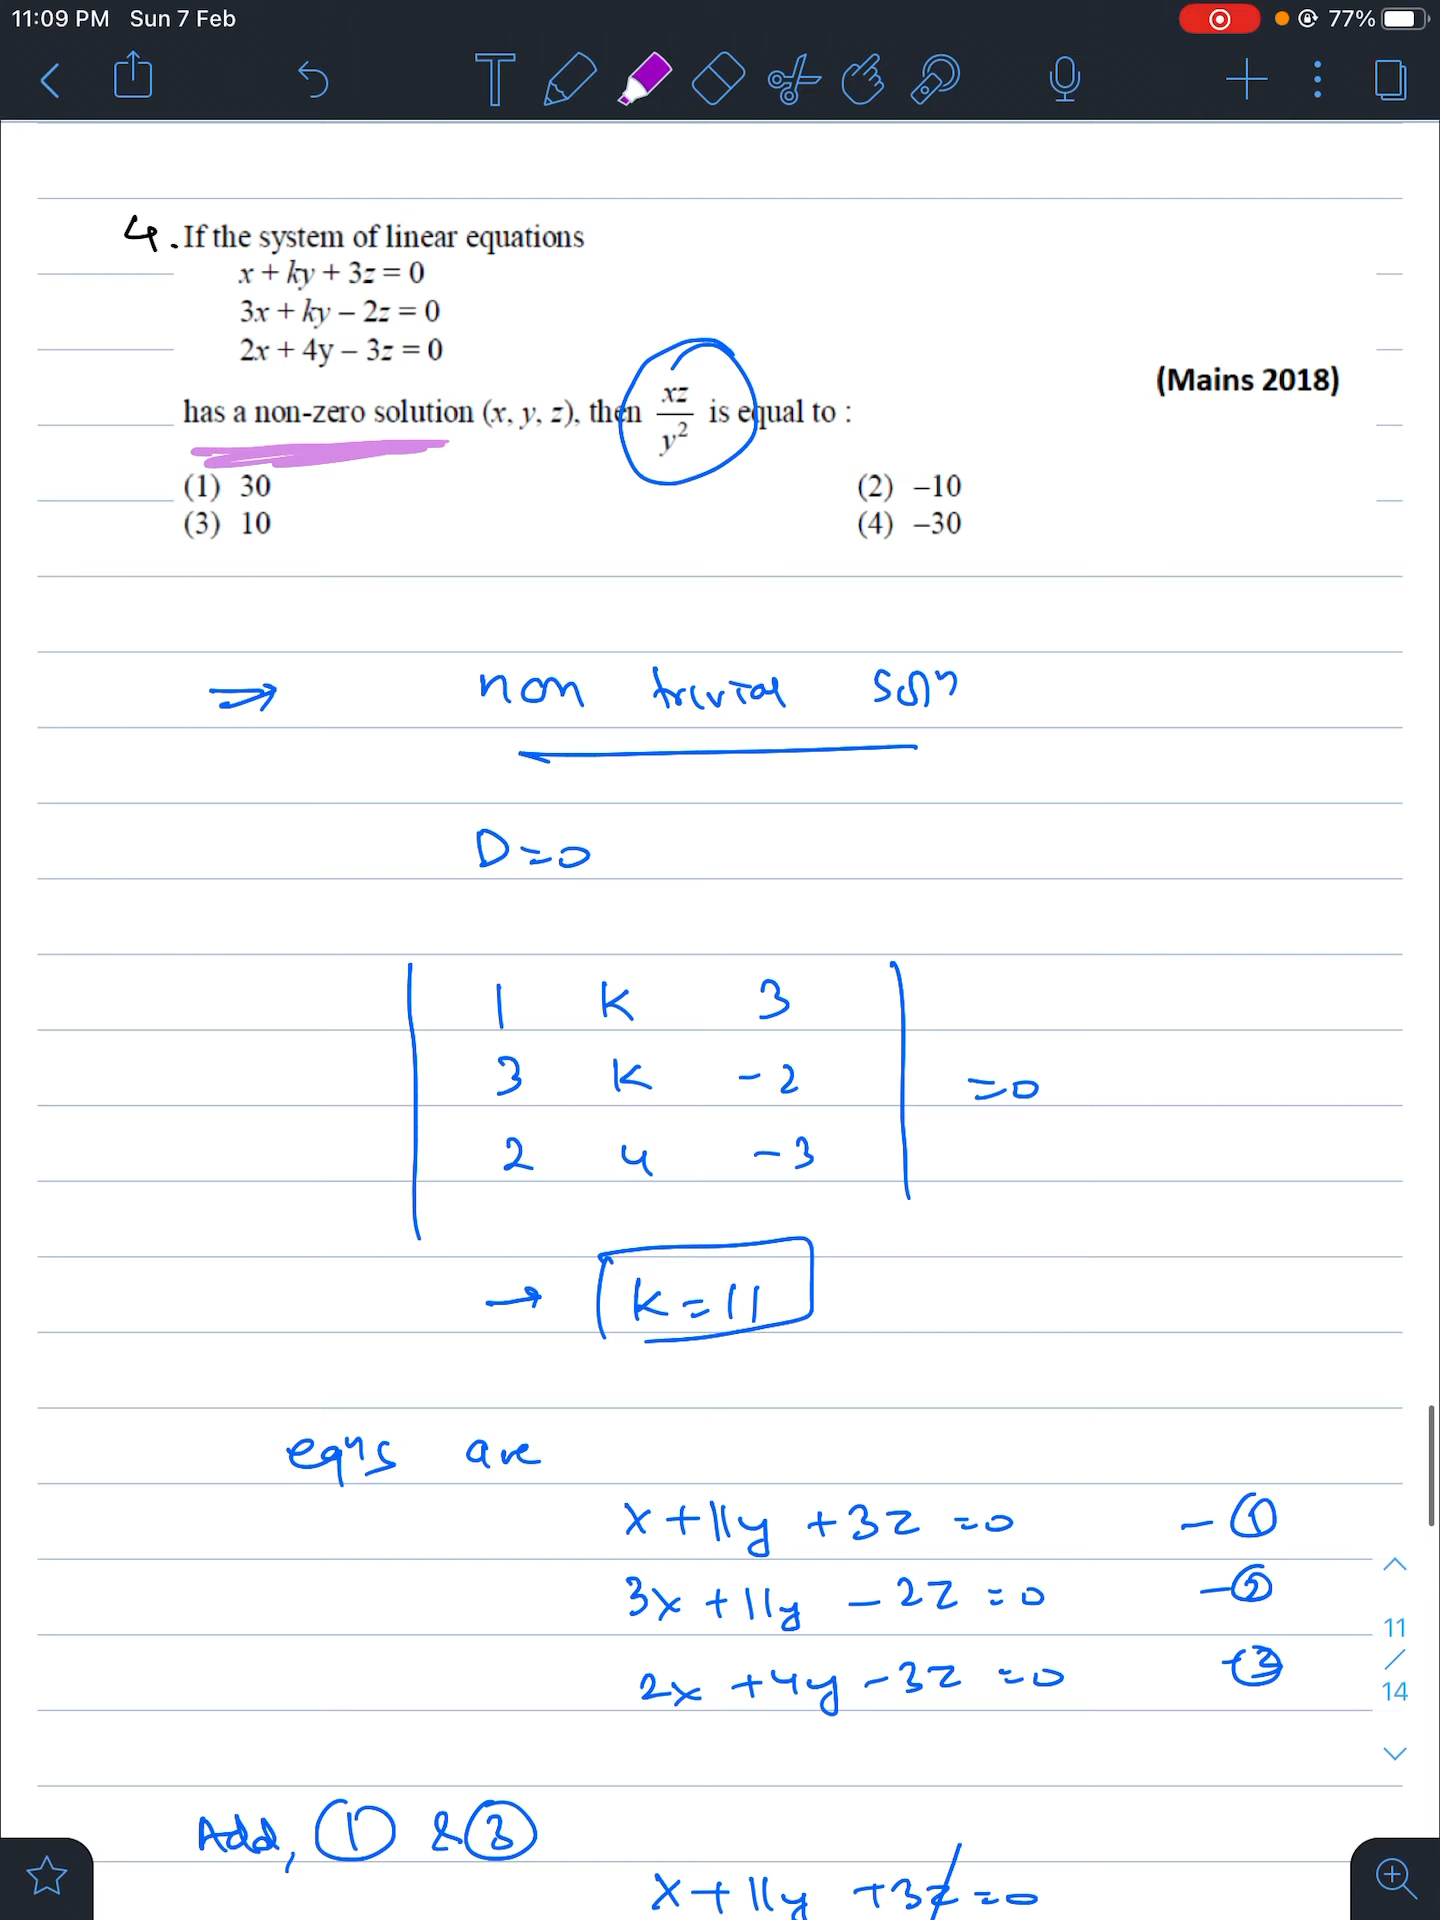 11:09 PM Sun 7 Feb
77%
4. If the system of linear equations
x + ky + 3z = 0
3x + ky – 2z = 0
2x + 4y – 3z = 0
(Mains 2018)
has a non-zero solution (x, y, z), then xz/y² is equal to :
(1) 30 (2) –10
(3) 10 (4) –30
⇒ non trivial solⁿ
D=0
| 1 K 3 |
| 3 K -2 | =0
| 2 4 -3 |
→ K=11
eqⁿs are
x+11y+3z=0 -①
3x+11y-2z=0 -②
2x+4y-3z=0 -③
11
/
14
Add, ① & ③
x+11y+3z=0